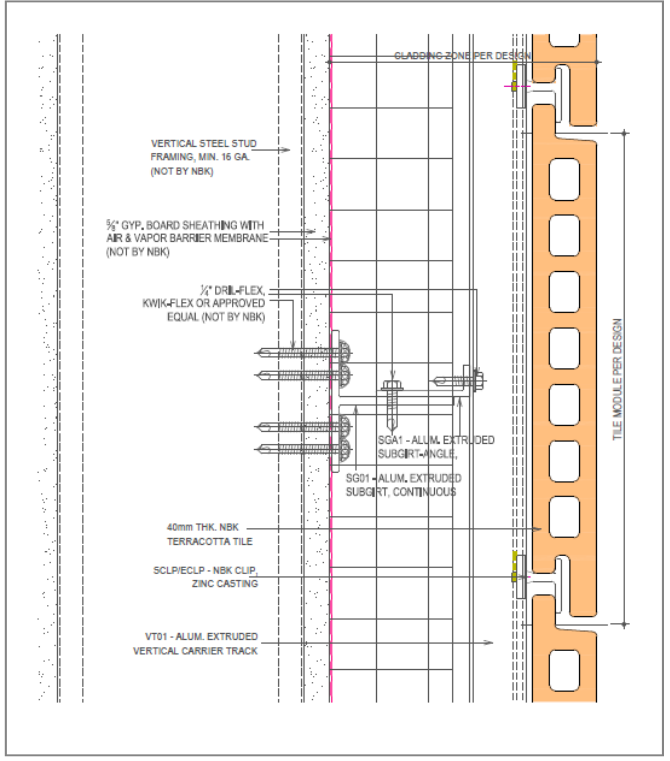 CLADDING ZONE PER DESIGN
VERTICAL STEEL STUD
FRAMING, MIN. 16 GA.
(NOT BY NBK)
⅝" GYP. BOARD SHEATHING WITH
AIR & VAPOR BARRIER MEMBRANE
(NOT BY NBK)
¼" DRIL-FLEX,
KWIK-FLEX OR APPROVED
EQUAL (NOT BY NBK)
TILE MODULE PER DESIGN
SGA1 - ALUM. EXTRUDED
SUBGIRT-ANGLE,
SG01 - ALUM. EXTRUDED
SUBGIRT, CONTINUOUS
40mm THK. NBK
TERRACOTTA TILE
SCLP/ECLP - NBK CLIP,
ZINC CASTING
VT01 - ALUM. EXTRUDED
VERTICAL CARRIER TRACK